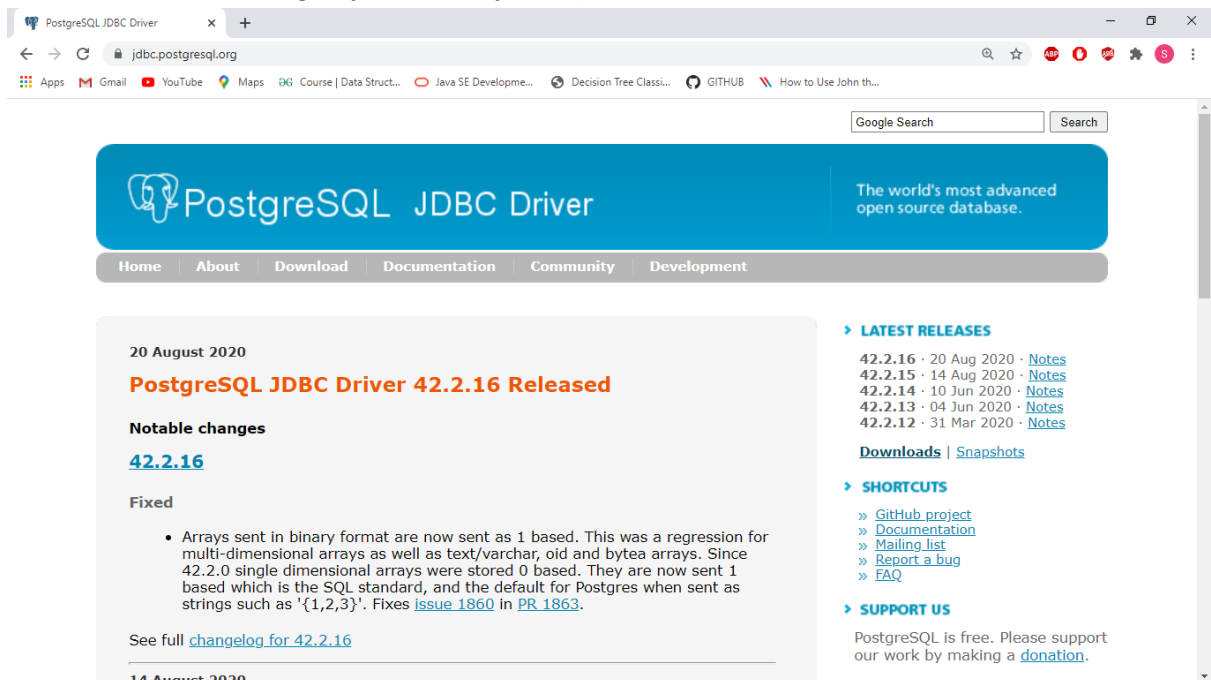 PostgreSQL JDBC Driver
jdbc.postgresql.org
ABP
S
Apps
Gmail
YouTube
Maps
Course | Data Struct...
Java SE Developme...
Decision Tree Classi...
GITHUB
How to Use John th...
Google Search
Search
PostgreSQL JDBC Driver
The world's most advanced
open source database.
Home
About
Download
Documentation
Community
Development
20 August 2020
PostgreSQL JDBC Driver 42.2.16 Released
Notable changes
42.2.16
Fixed
• Arrays sent in binary format are now sent as 1 based. This was a regression for
multi-dimensional arrays as well as text/varchar, oid and bytea arrays. Since
42.2.0 single dimensional arrays were stored 0 based. They are now sent 1
based which is the SQL standard, and the default for Postgres when sent as
strings such as '{1,2,3}'. Fixes issue 1860 in PR 1863.
See full changelog for 42.2.16
14 August 2020
LATEST RELEASES
42.2.16 · 20 Aug 2020 · Notes
42.2.15 · 14 Aug 2020 · Notes
42.2.14 · 10 Jun 2020 · Notes
42.2.13 · 04 Jun 2020 · Notes
42.2.12 · 31 Mar 2020 · Notes
Downloads | Snapshots
SHORTCUTS
» GitHub project
» Documentation
» Mailing list
» Report a bug
» FAQ
SUPPORT US
PostgreSQL is free. Please support
our work by making a donation.